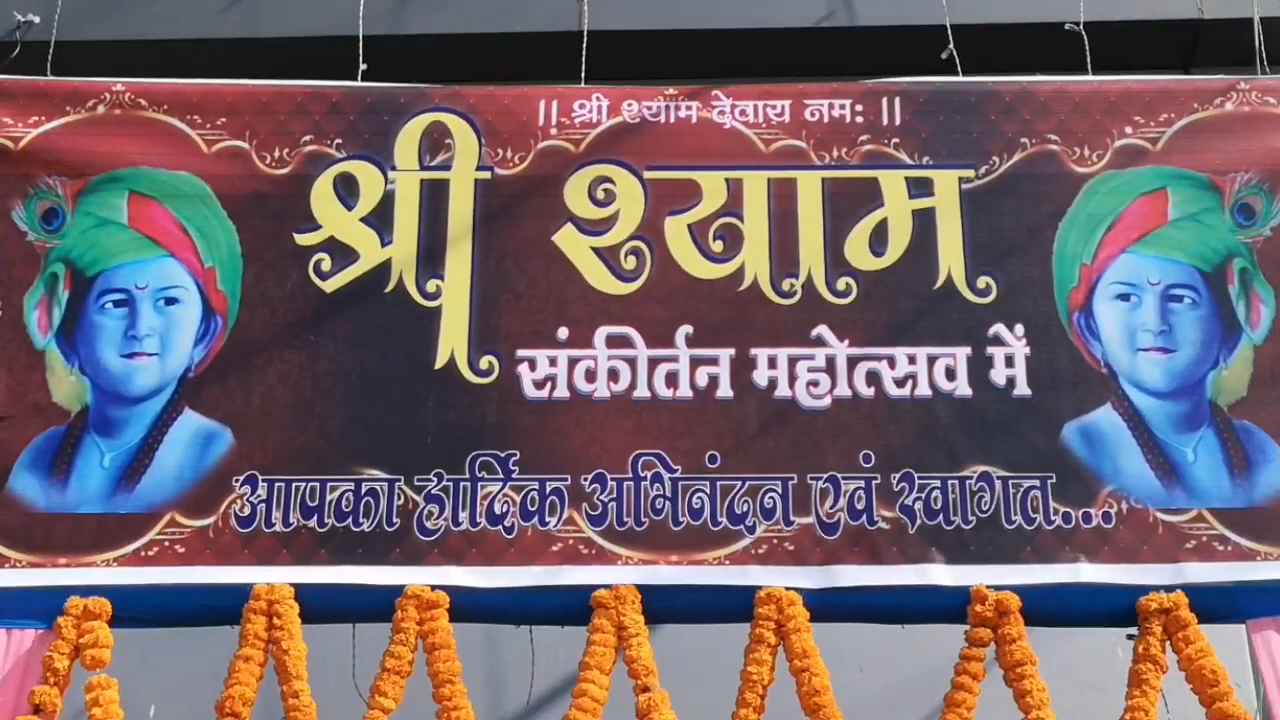 || श्री श्याम देवाय नमः ||
श्री श्याम
संकीर्तन महोत्सव में
आपका हार्दिक अभिनंदन एवं स्वागत...